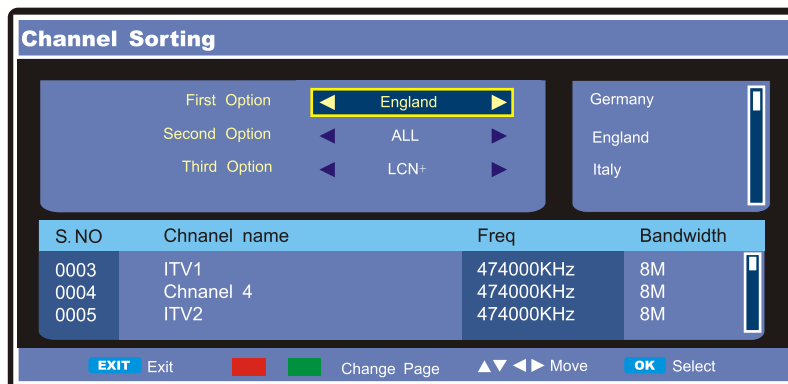 Channel Sorting
First Option England
Second Option ALL
Third Option LCN+
Germany
England
Italy
S.NO Chnanel name Freq Bandwidth
0003 ITV1 474000KHz 8M
0004 Chnanel 4 474000KHz 8M
0005 ITV2 474000KHz 8M
EXIT Exit Change Page Move OK Select